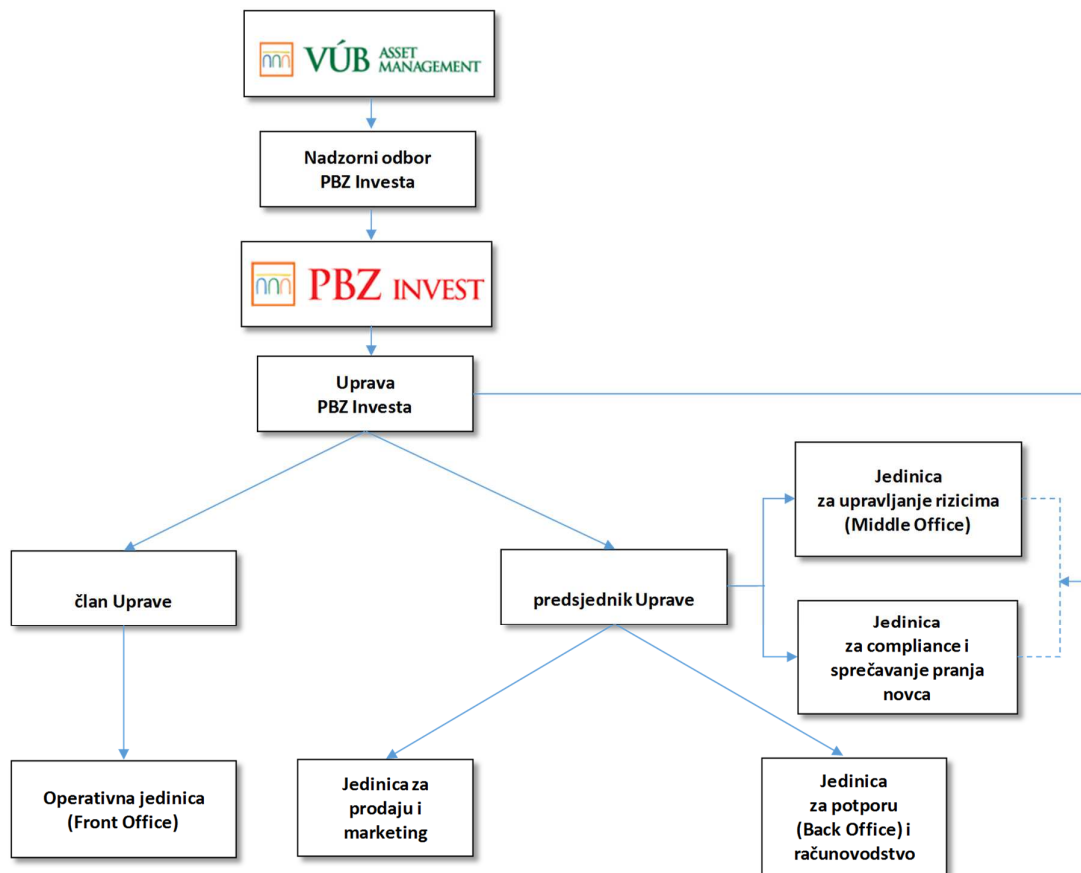 VÚB ASSET MANAGEMENT
Nadzorni odbor
PBZ Investa
PBZ INVEST
Uprava
PBZ Investa
Jedinica
za upravljanje rizicima
(Middle Office)
član Uprave
predsjednik Uprave
Jedinica
za compliance i
sprečavanje pranja
novca
Operativna jedinica
(Front Office)
Jedinica za
prodaju i
marketing
Jedinica
za potporu
(Back Office) i
računovodstvo